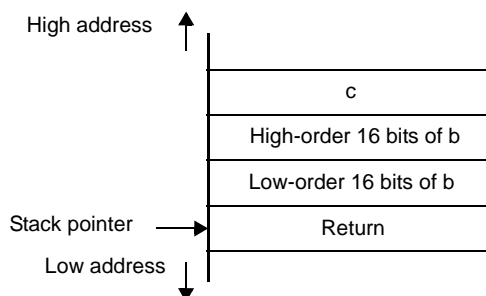 High address
c
High-order 16 bits of b
Low-order 16 bits of b
Stack pointer
Return
Low address